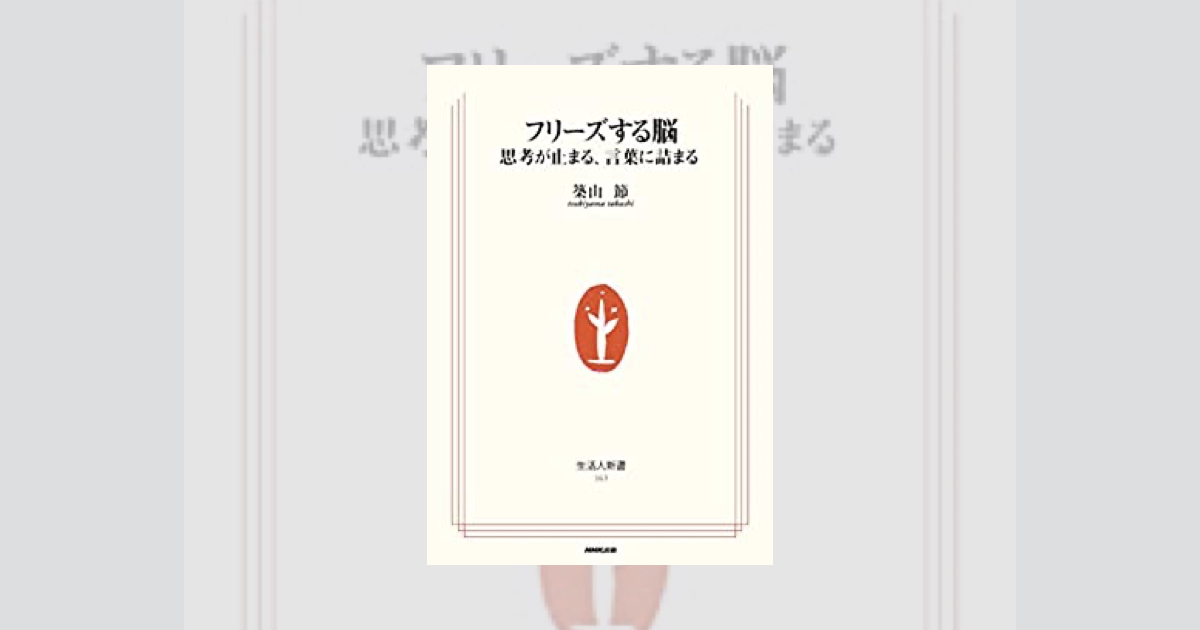 フリーズする脳
思考が止まる、言葉に詰まる
築山 節
tsukiyama takashi
生活人新書
163
NHK出版